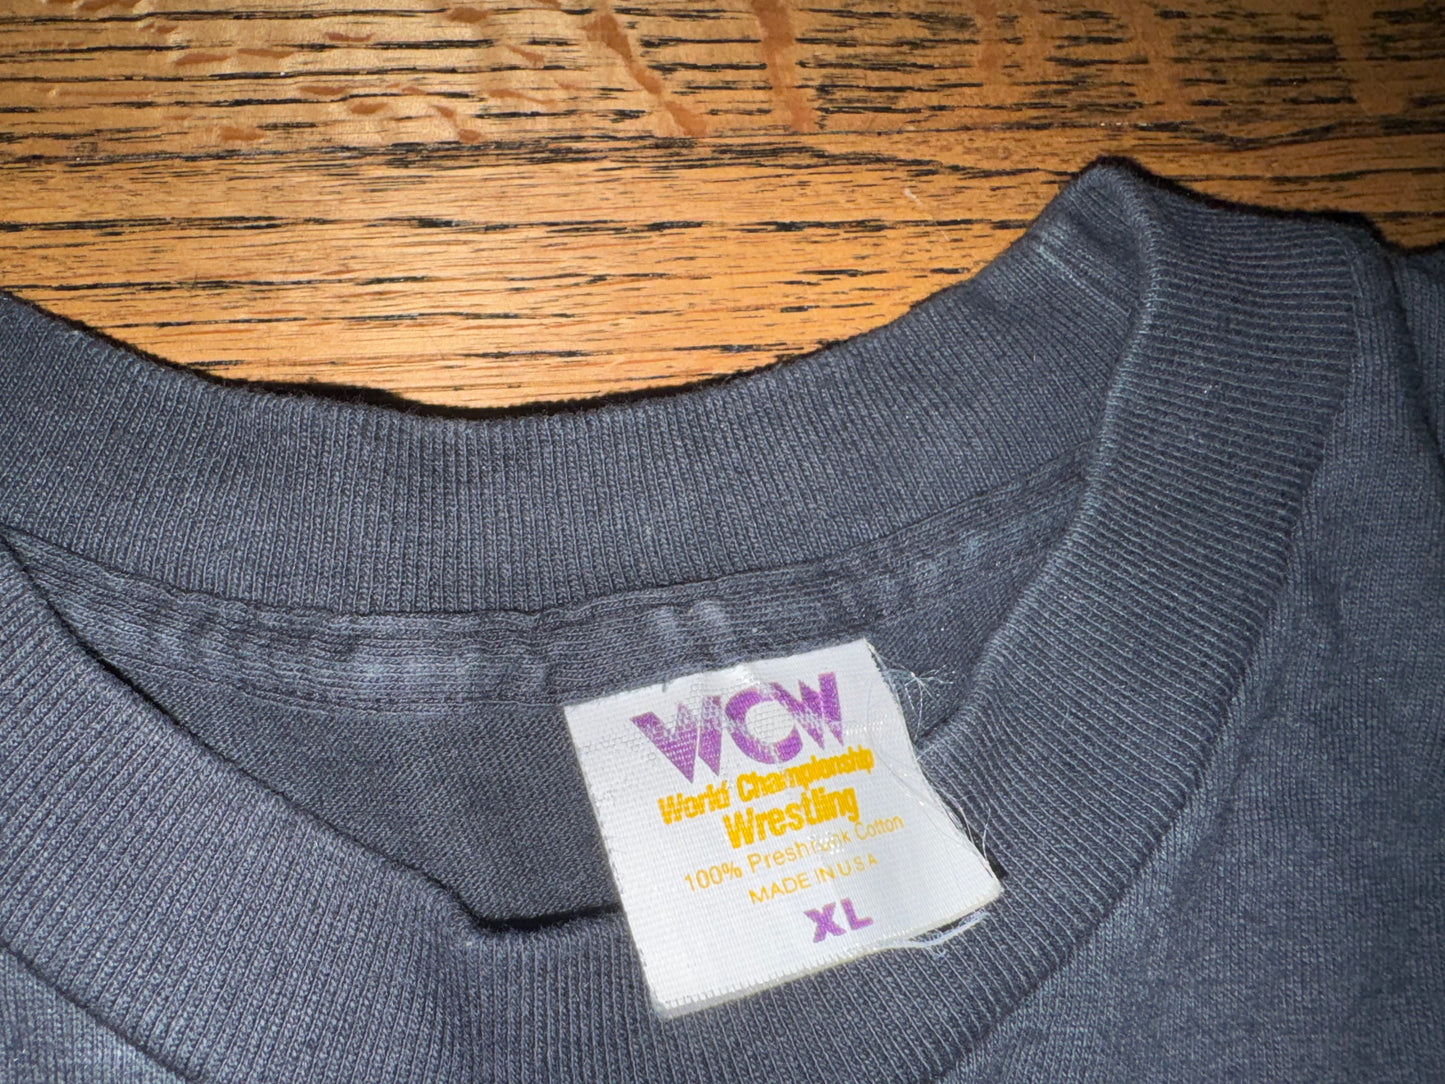 WCW
World Championship
Wrestling
100% Preshrunk Cotton
MADE IN U.S.A
XL